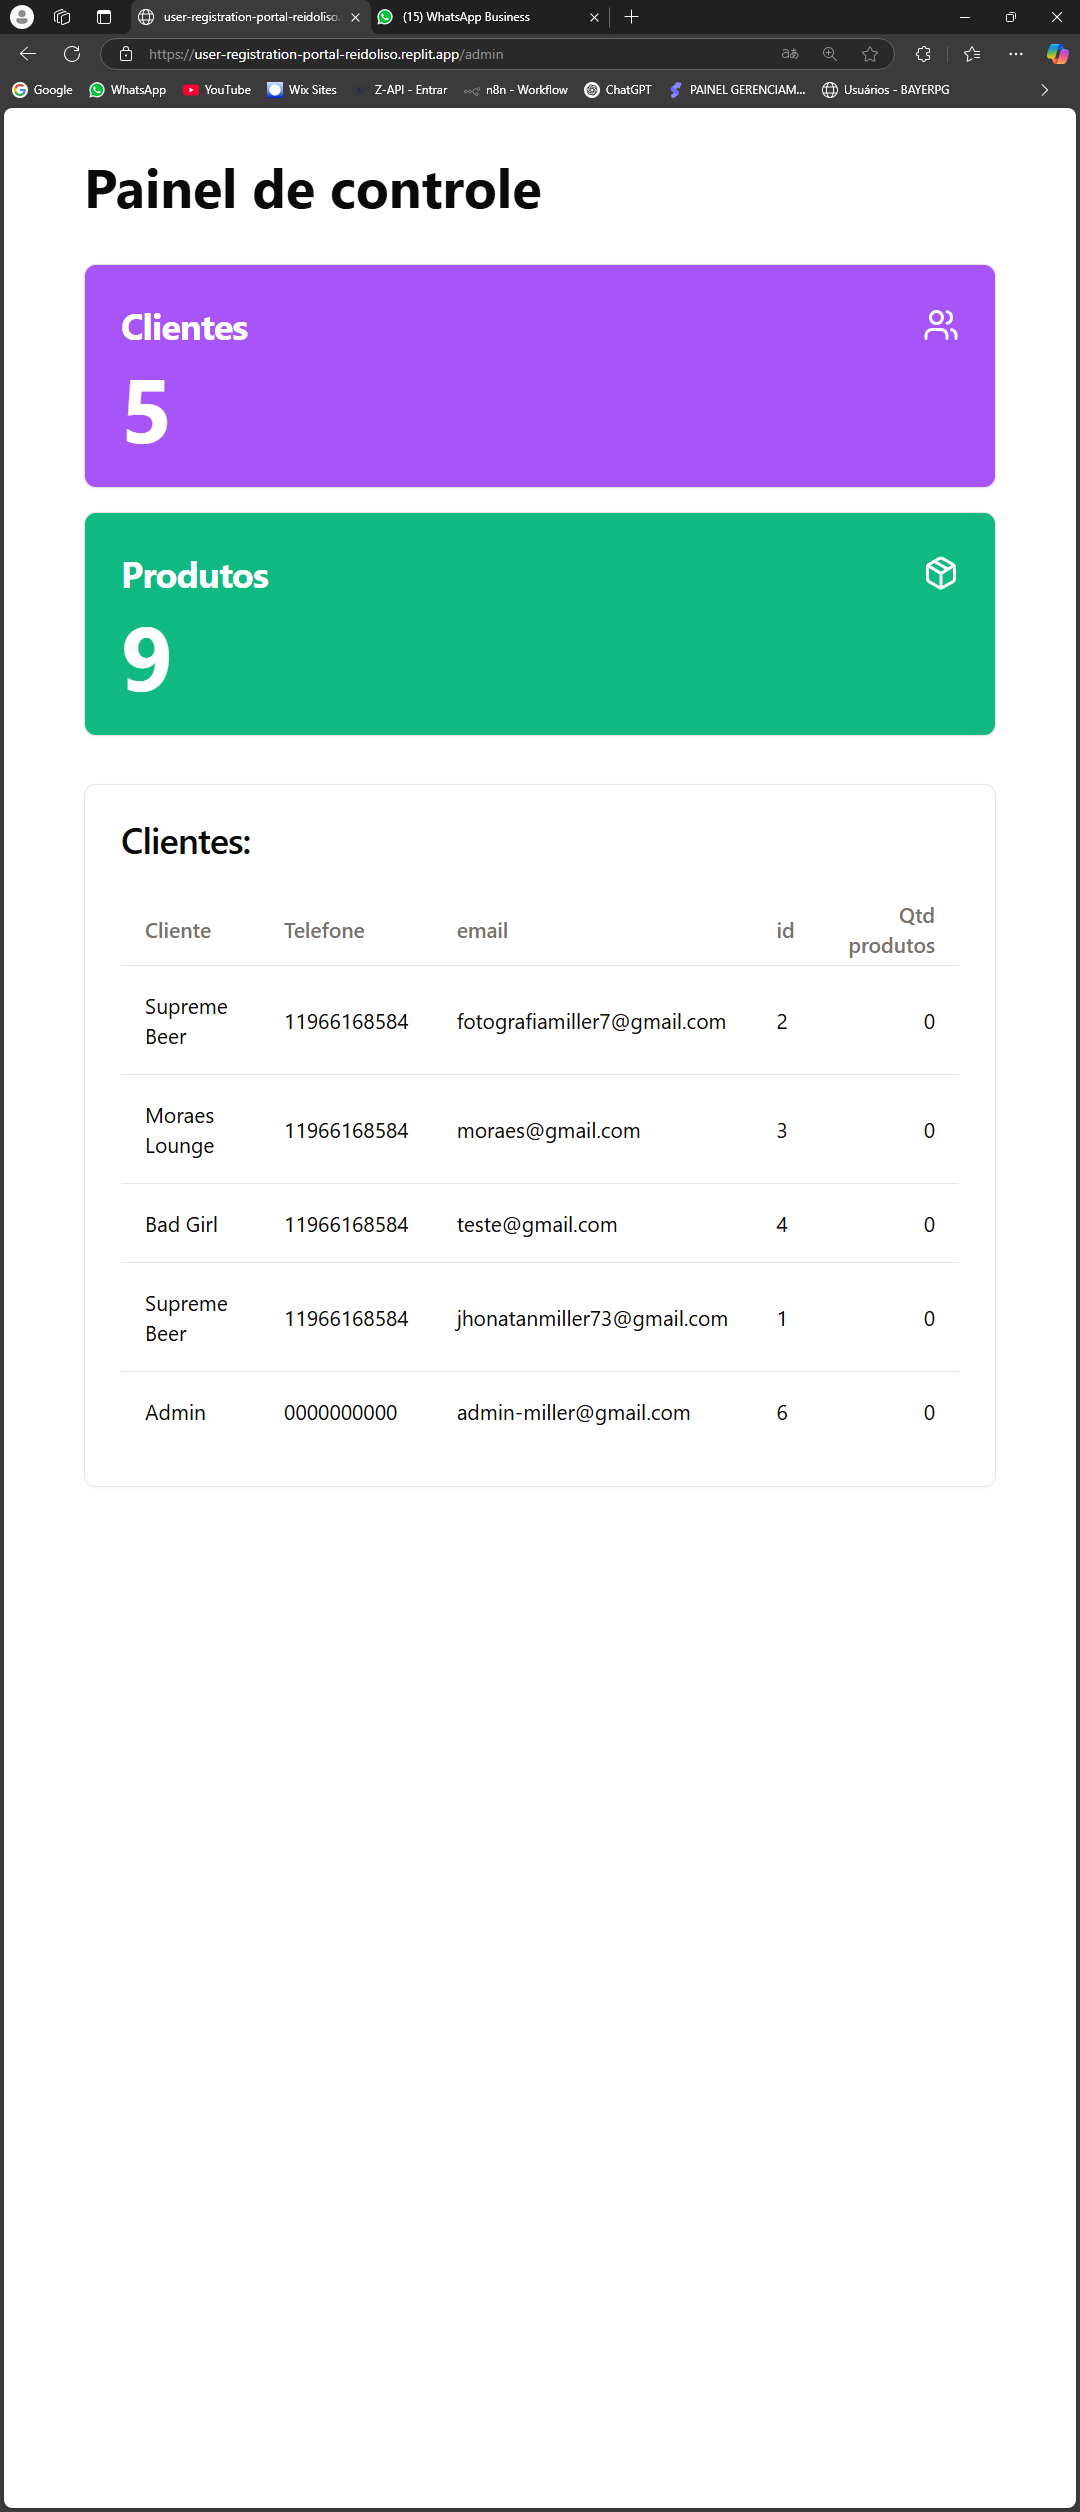 user-registration-portal-reidoliso.
(15) WhatsApp Business
https://user-registration-portal-reidoliso.replit.app/admin
aあ
Google
WhatsApp
YouTube
Wix Sites
Z-API - Entrar
n8n - Workflow
ChatGPT
PAINEL GERENCIAM...
Usuários - BAYERPG
Painel de controle
Clientes
5
Produtos
9
Clientes:
Cliente Telefone email id Qtd produtos
Supreme Beer 11966168584 fotografiamiller7@gmail.com 2 0
Moraes Lounge 11966168584 moraes@gmail.com 3 0
Bad Girl 11966168584 teste@gmail.com 4 0
Supreme Beer 11966168584 jhonatanmiller73@gmail.com 1 0
Admin 0000000000 admin-miller@gmail.com 6 0